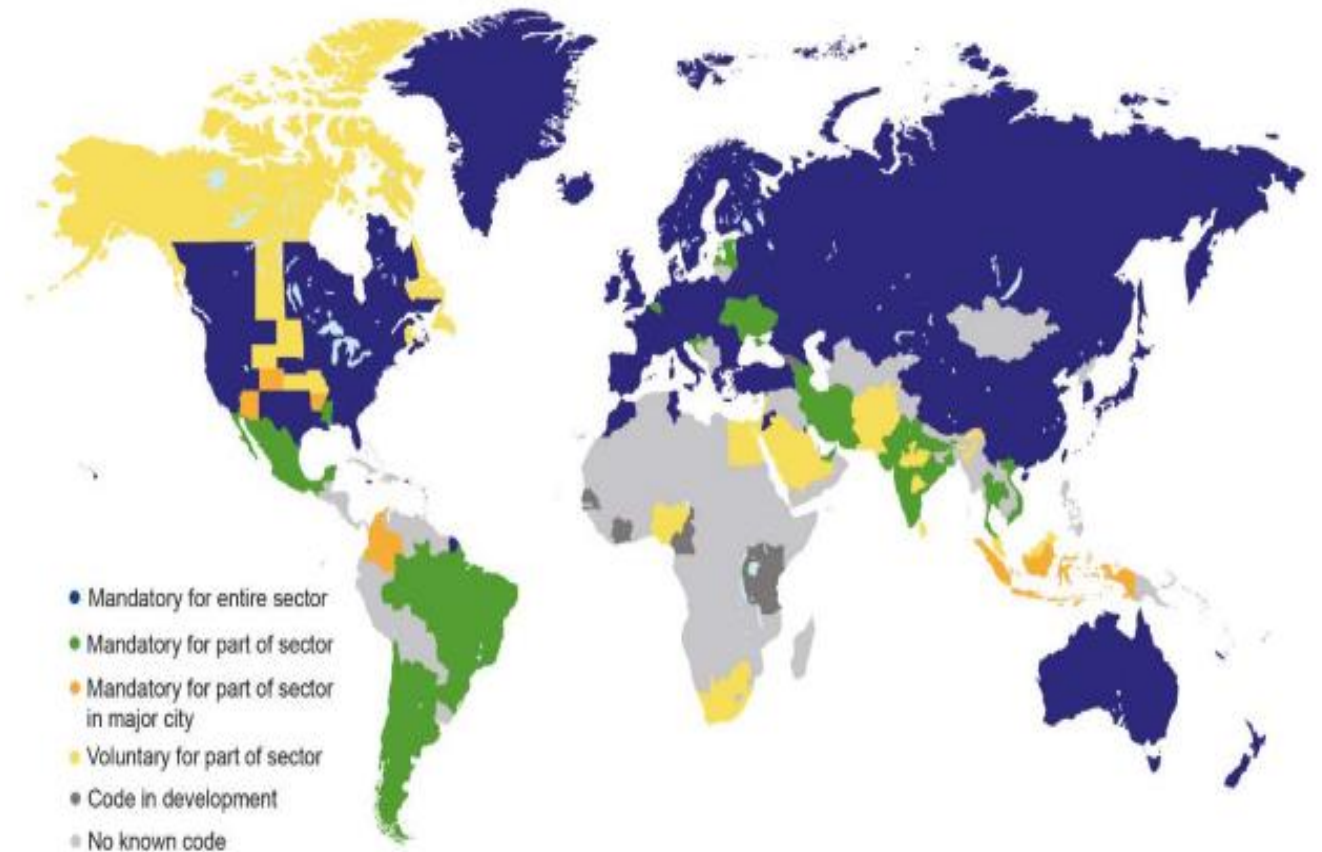 Mandatory for entire sector
Mandatory for part of sector
Mandatory for part of sector
in major city
Voluntary for part of sector
Code in development
No known code